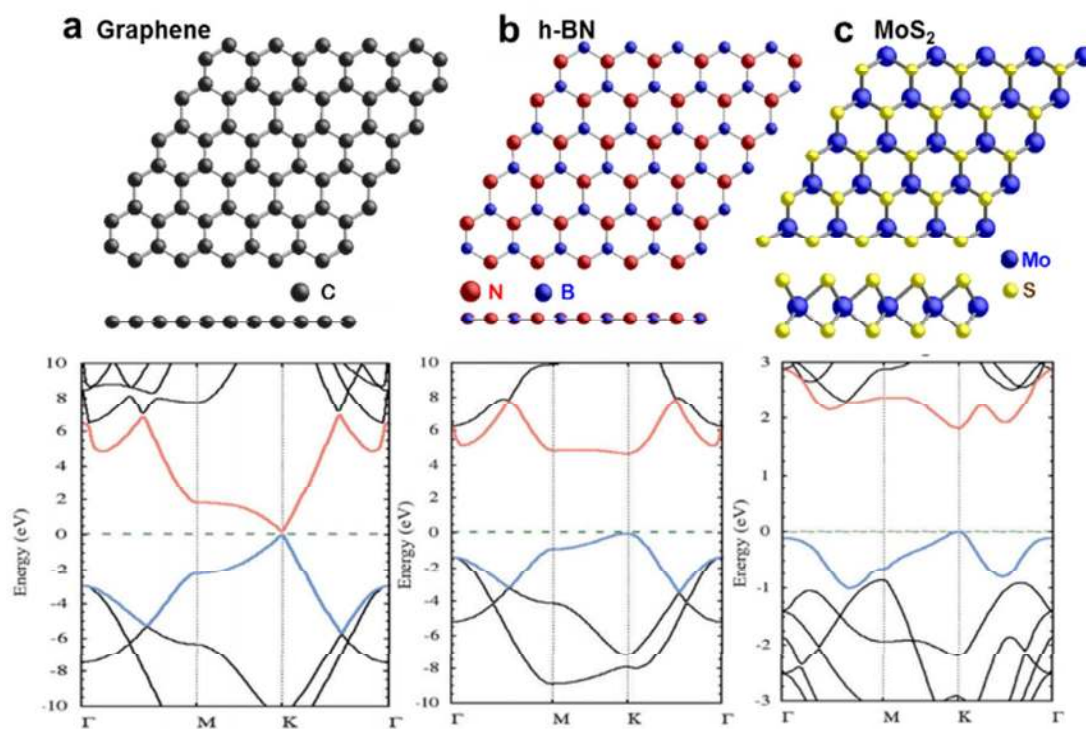 a Graphene
C
10
8
6
4
2
0
-2
-4
-6
-8
-10
Energy (eV)
Γ M K Γ
b h-BN
N B
10
8
6
4
2
0
-2
-4
-6
-8
-10
Energy (eV)
Γ M K Γ
c MoS₂
Mo
S
3
2
1
0
-1
-2
-3
Energy (eV)
Γ M K Γ